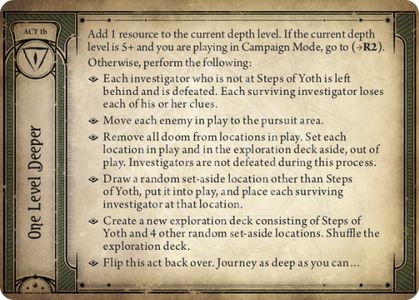 ACT 1b
One Level Deeper
Add 1 resource to the current depth level. If the current
depth level is 5+ and you are playing in Campaign Mode, go to (→R2).
Otherwise, perform the following:
Each investigator who is not at Steps of Yoth is left
behind and is defeated. Each surviving investigator loses
each of his or her clues.
Move each enemy in play to the pursuit area.
Remove all doom from locations in play. Set each
location in play and in the exploration deck aside, out of
play. Investigators are not defeated during this process.
Draw a random set-aside location other than Steps
of Yoth, put it into play, and place each surviving
investigator at that location.
Create a new exploration deck consisting of Steps of
Yoth and 4 other random set-aside locations. Shuffle the
exploration deck.
Flip this act back over. Journey as deep as you can…